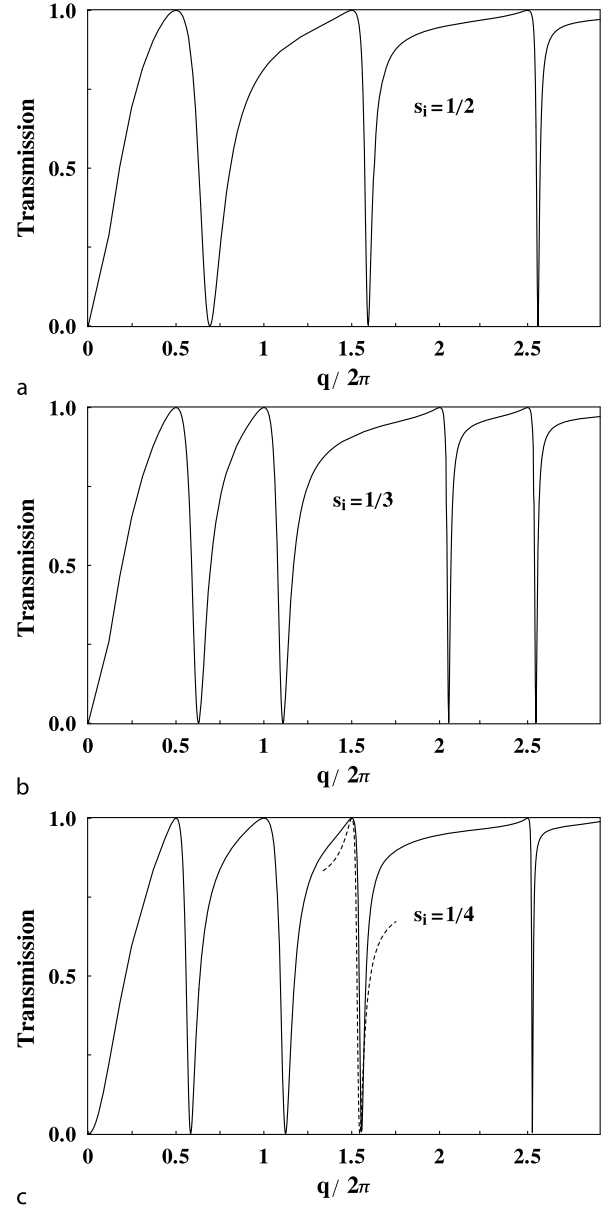 1.0
0.5
0.0
Transmission
s_i = 1/2
0 0.5 1 1.5 2 2.5
q/ 2π
a
1.0
0.5
0.0
Transmission
s_i = 1/3
0 0.5 1 1.5 2 2.5
q/ 2π
b
1.0
0.5
0.0
Transmission
s_i = 1/4
0 0.5 1 1.5 2 2.5
q/ 2π
c